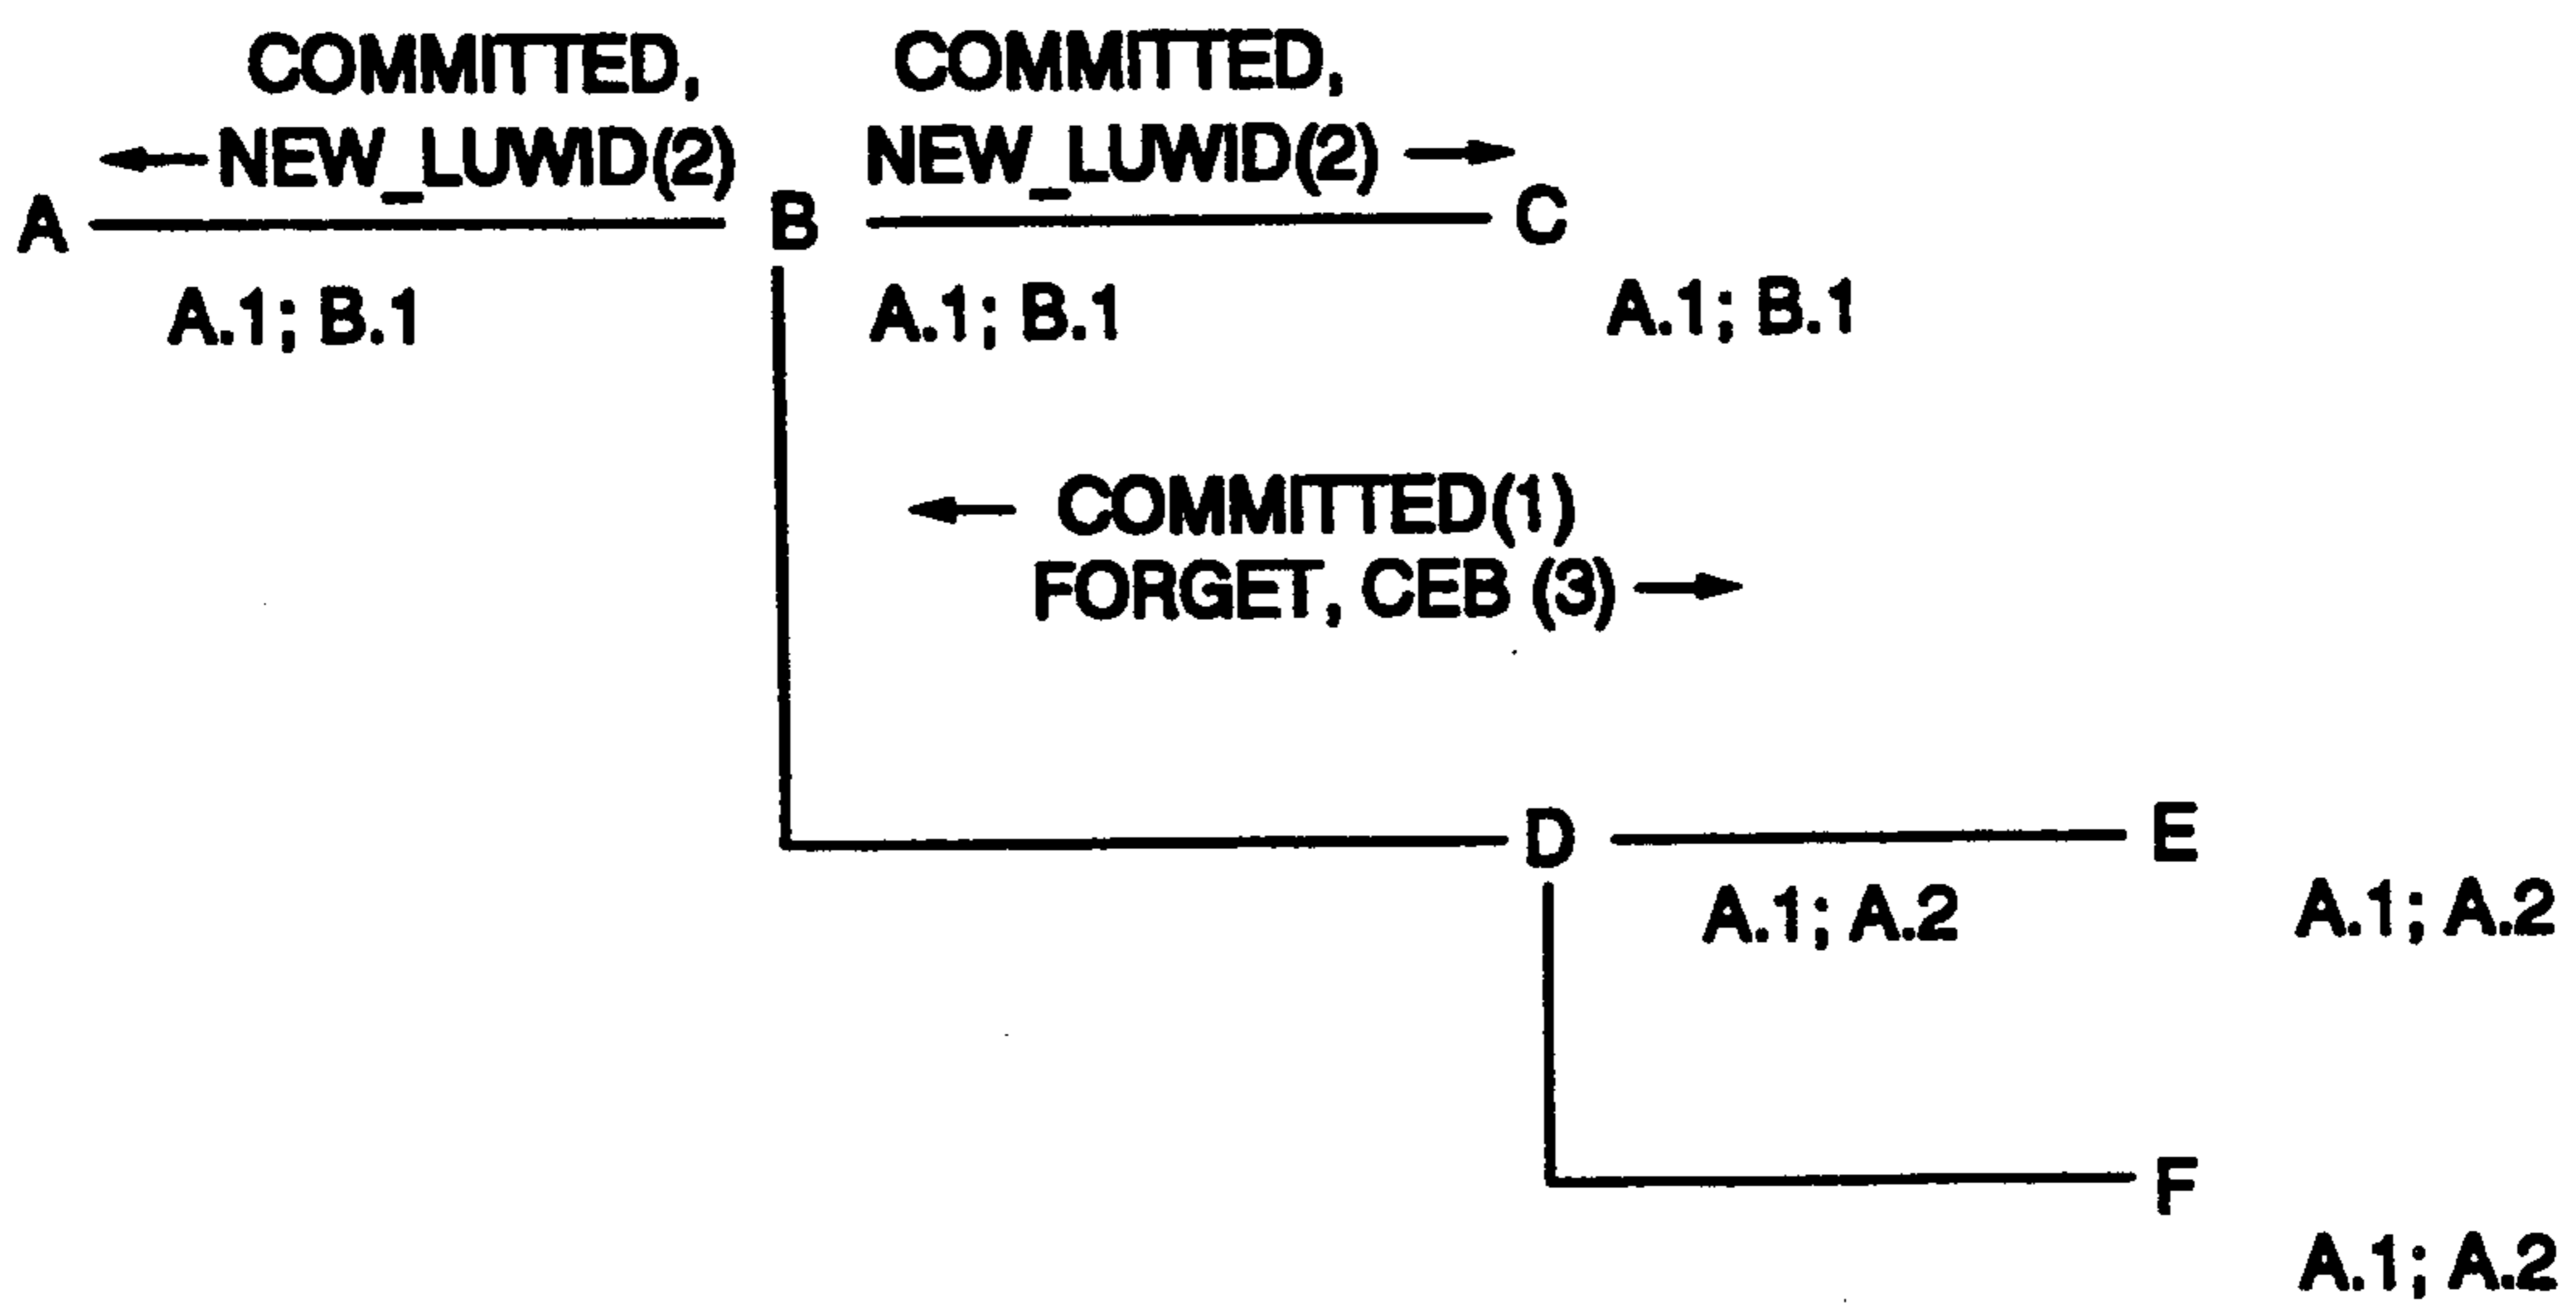 COMMITTED,
NEW_LUWID(2)
COMMITTED,
NEW_LUWID(2)
A
B
C
A.1; B.1
A.1; B.1
A.1; B.1
COMMITTED(1)
FORGET, CEB (3)
D
E
A.1; A.2
A.1; A.2
F
A.1; A.2